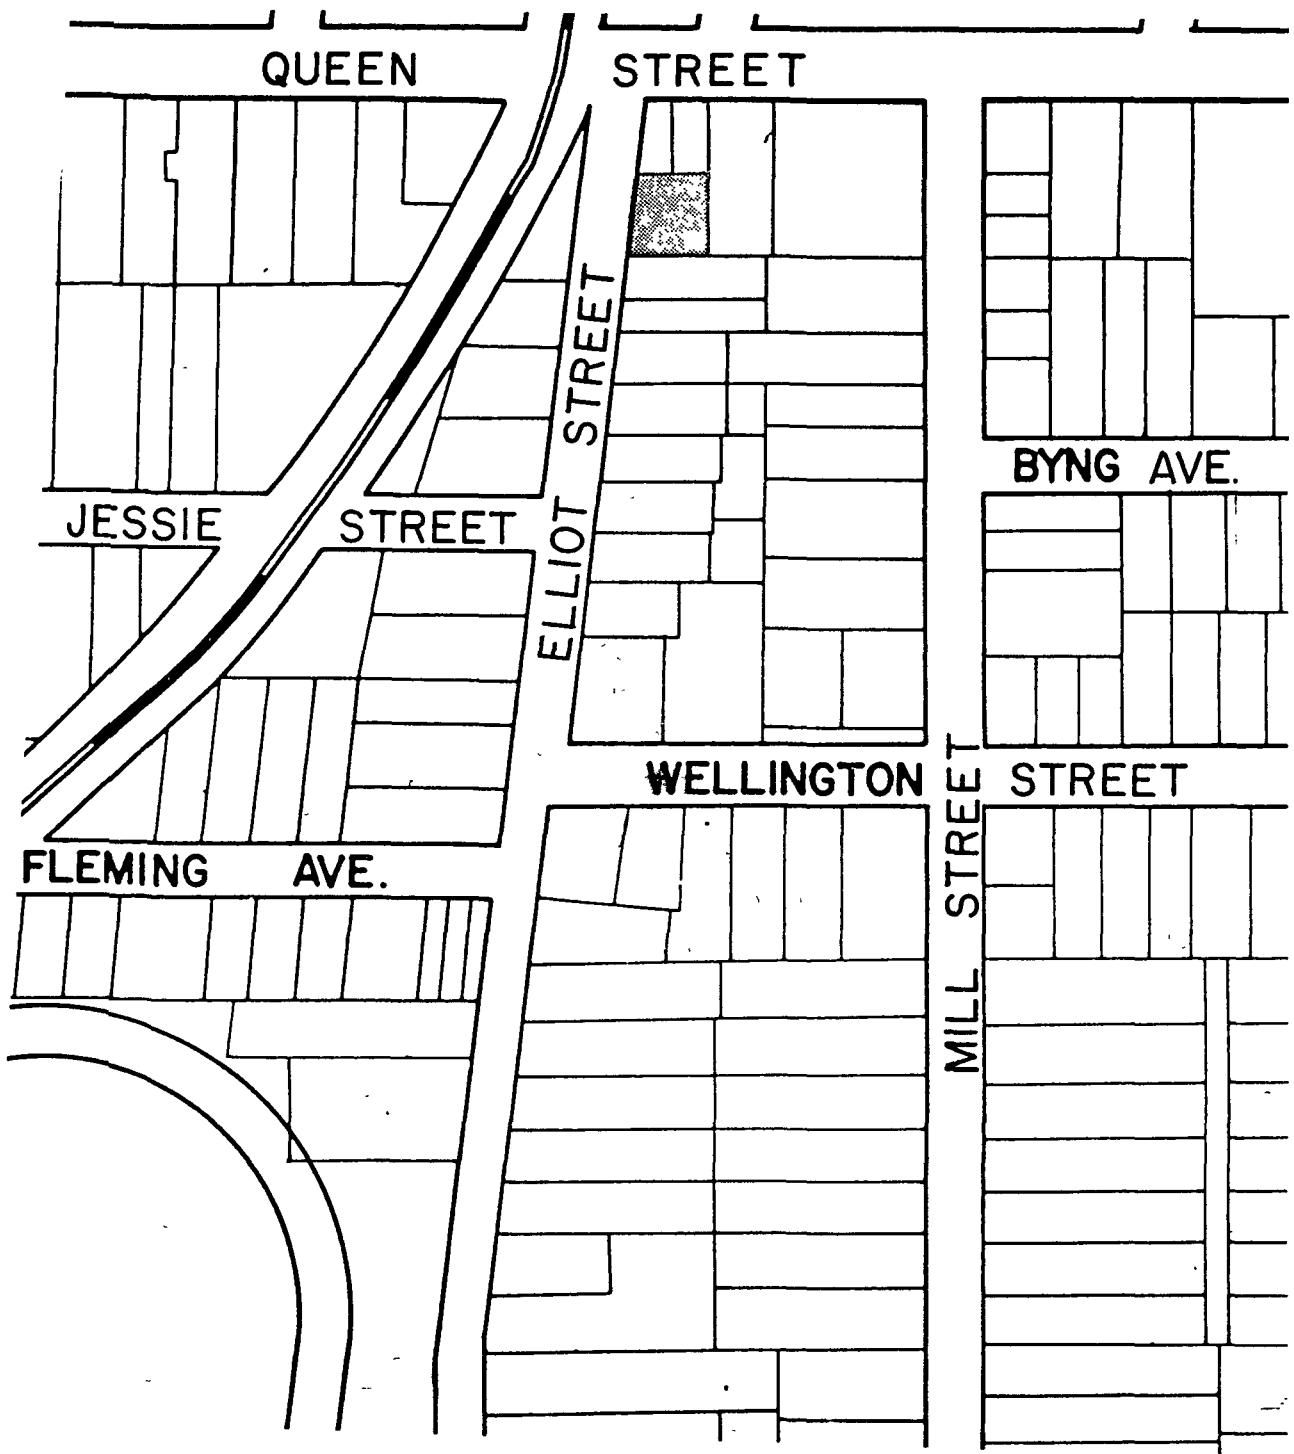 QUEEN STREET
ELLIOT STREET
BYNG AVE.
JESSIE STREET
WELLINGTON STREET
MILL STREET
FLEMING AVE.